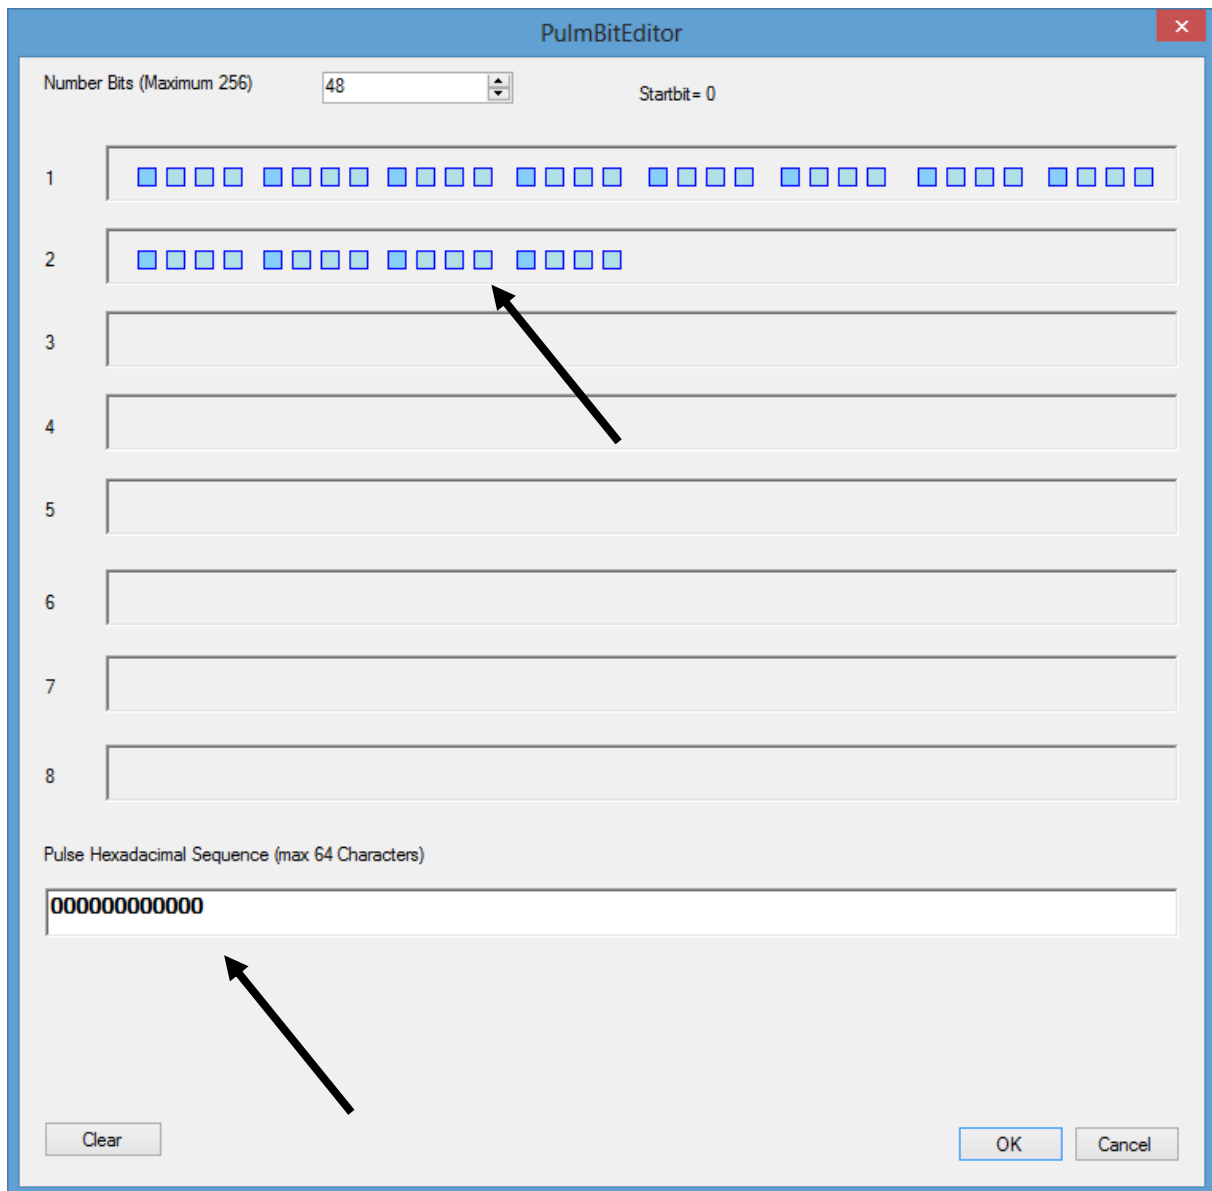 PulmBitEditor
Number Bits (Maximum 256) 48 Startbit= 0
1
2
3
4
5
6
7
8
Pulse Hexadacimal Sequence (max 64 Characters)
000000000000
Clear OK Cancel